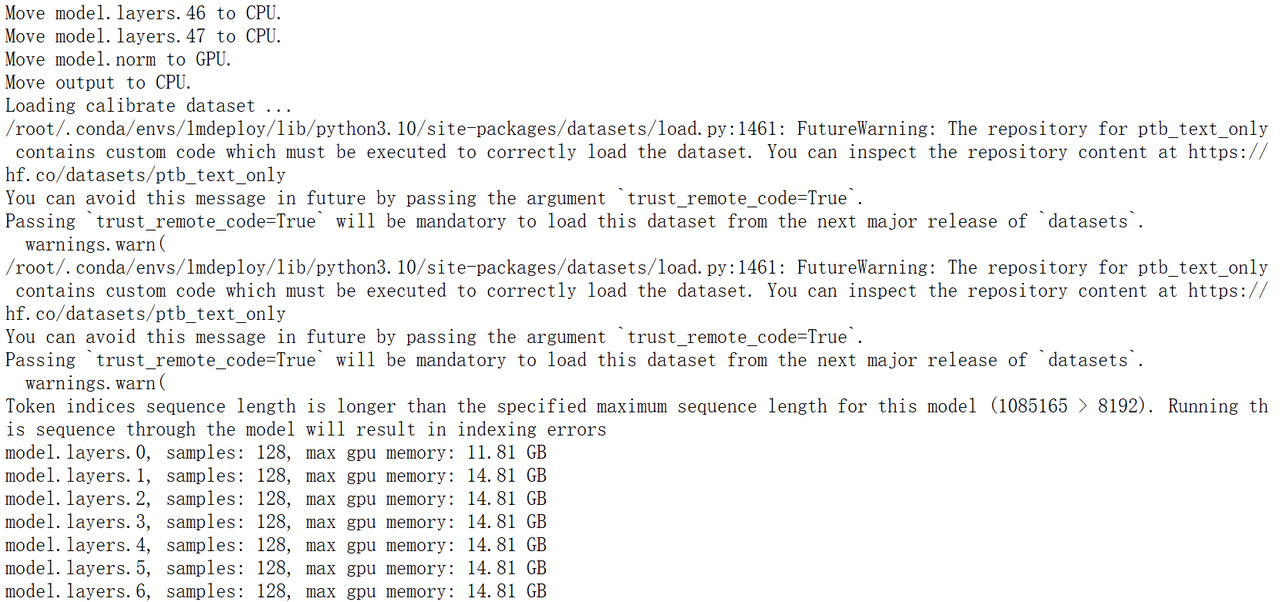 Move model.layers.46 to CPU.
Move model.layers.47 to CPU.
Move model.norm to GPU.
Move output to CPU.
Loading calibrate dataset ...
/root/.conda/envs/lmdeploy/lib/python3.10/site-packages/datasets/load.py:1461: FutureWarning: The repository for ptb_text_only
 contains custom code which must be executed to correctly load the dataset. You can inspect the repository content at https://
hf.co/datasets/ptb_text_only
You can avoid this message in future by passing the argument `trust_remote_code=True`.
Passing `trust_remote_code=True` will be mandatory to load this dataset from the next major release of `datasets`.
  warnings.warn(
/root/.conda/envs/lmdeploy/lib/python3.10/site-packages/datasets/load.py:1461: FutureWarning: The repository for ptb_text_only
 contains custom code which must be executed to correctly load the dataset. You can inspect the repository content at https://
hf.co/datasets/ptb_text_only
You can avoid this message in future by passing the argument `trust_remote_code=True`.
Passing `trust_remote_code=True` will be mandatory to load this dataset from the next major release of `datasets`.
  warnings.warn(
Token indices sequence length is longer than the specified maximum sequence length for this model (1085165 > 8192). Running th
is sequence through the model will result in indexing errors
model.layers.0, samples: 128, max gpu memory: 11.81 GB
model.layers.1, samples: 128, max gpu memory: 14.81 GB
model.layers.2, samples: 128, max gpu memory: 14.81 GB
model.layers.3, samples: 128, max gpu memory: 14.81 GB
model.layers.4, samples: 128, max gpu memory: 14.81 GB
model.layers.5, samples: 128, max gpu memory: 14.81 GB
model.layers.6, samples: 128, max gpu memory: 14.81 GB